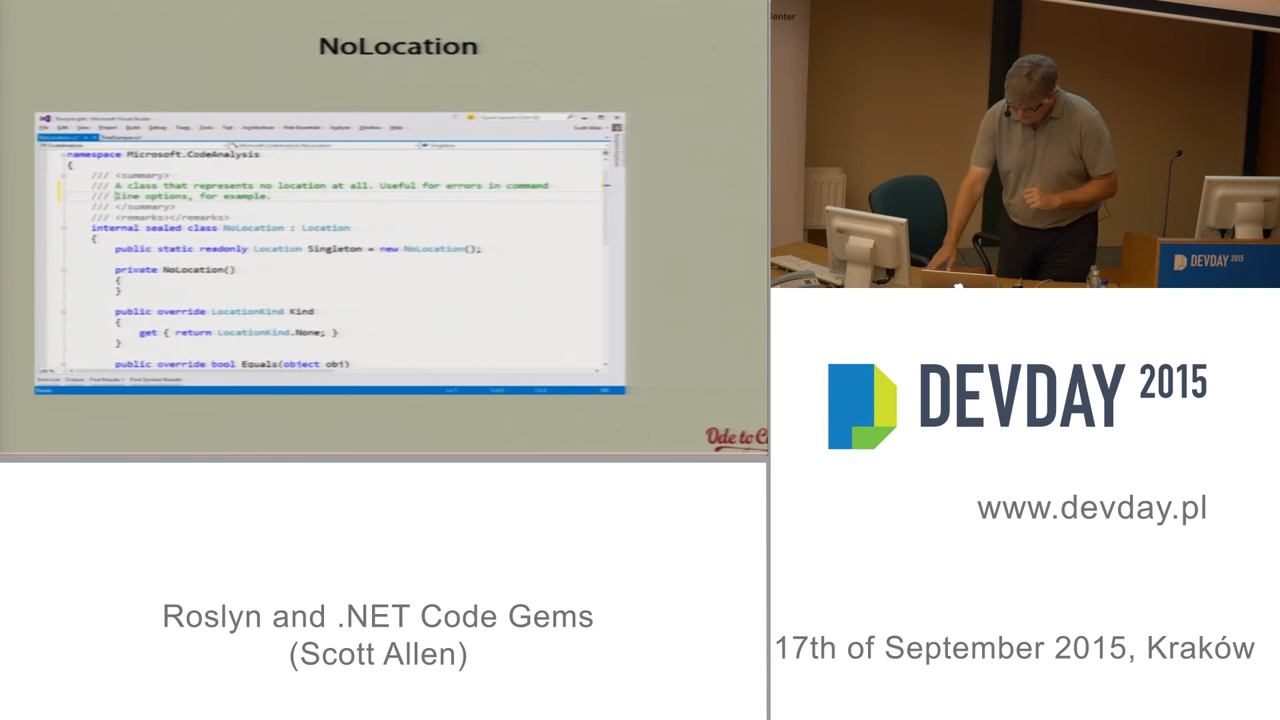 NoLocation
namespace Microsoft.CodeAnalysis
{
/// <summary>
/// A class that represents no location at all. Useful for errors in command
/// line options, for example.
/// </summary>
/// <remarks></remarks>
internal sealed class NoLocation : Location
{
public static readonly Location Singleton = new NoLocation();
private NoLocation()
{
}
public override LocationKind Kind
{
get { return LocationKind.None; }
}
public override bool Equals(object obj)
Ode to C
Center
DEVDAY 2015
DEVDAY 2015
www.devday.pl
Roslyn and .NET Code Gems
(Scott Allen)
17th of September 2015, Kraków